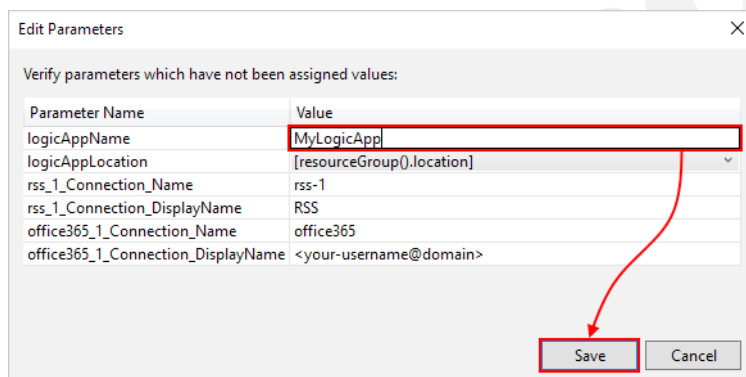 Edit Parameters
Verify parameters which have not been assigned values:
Parameter Name Value
logicAppName MyLogicApp
logicAppLocation [resourceGroup().location]
rss_1_Connection_Name rss-1
rss_1_Connection_DisplayName RSS
office365_1_Connection_Name office365
office365_1_Connection_DisplayName <your-username@domain>
Save Cancel